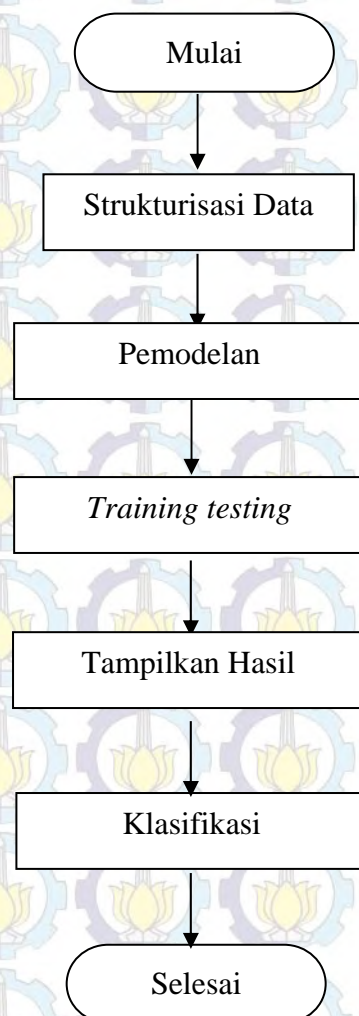 Mulai
Strukturisasi Data
Pemodelan
Training testing
Tampilkan Hasil
Klasifikasi
Selesai